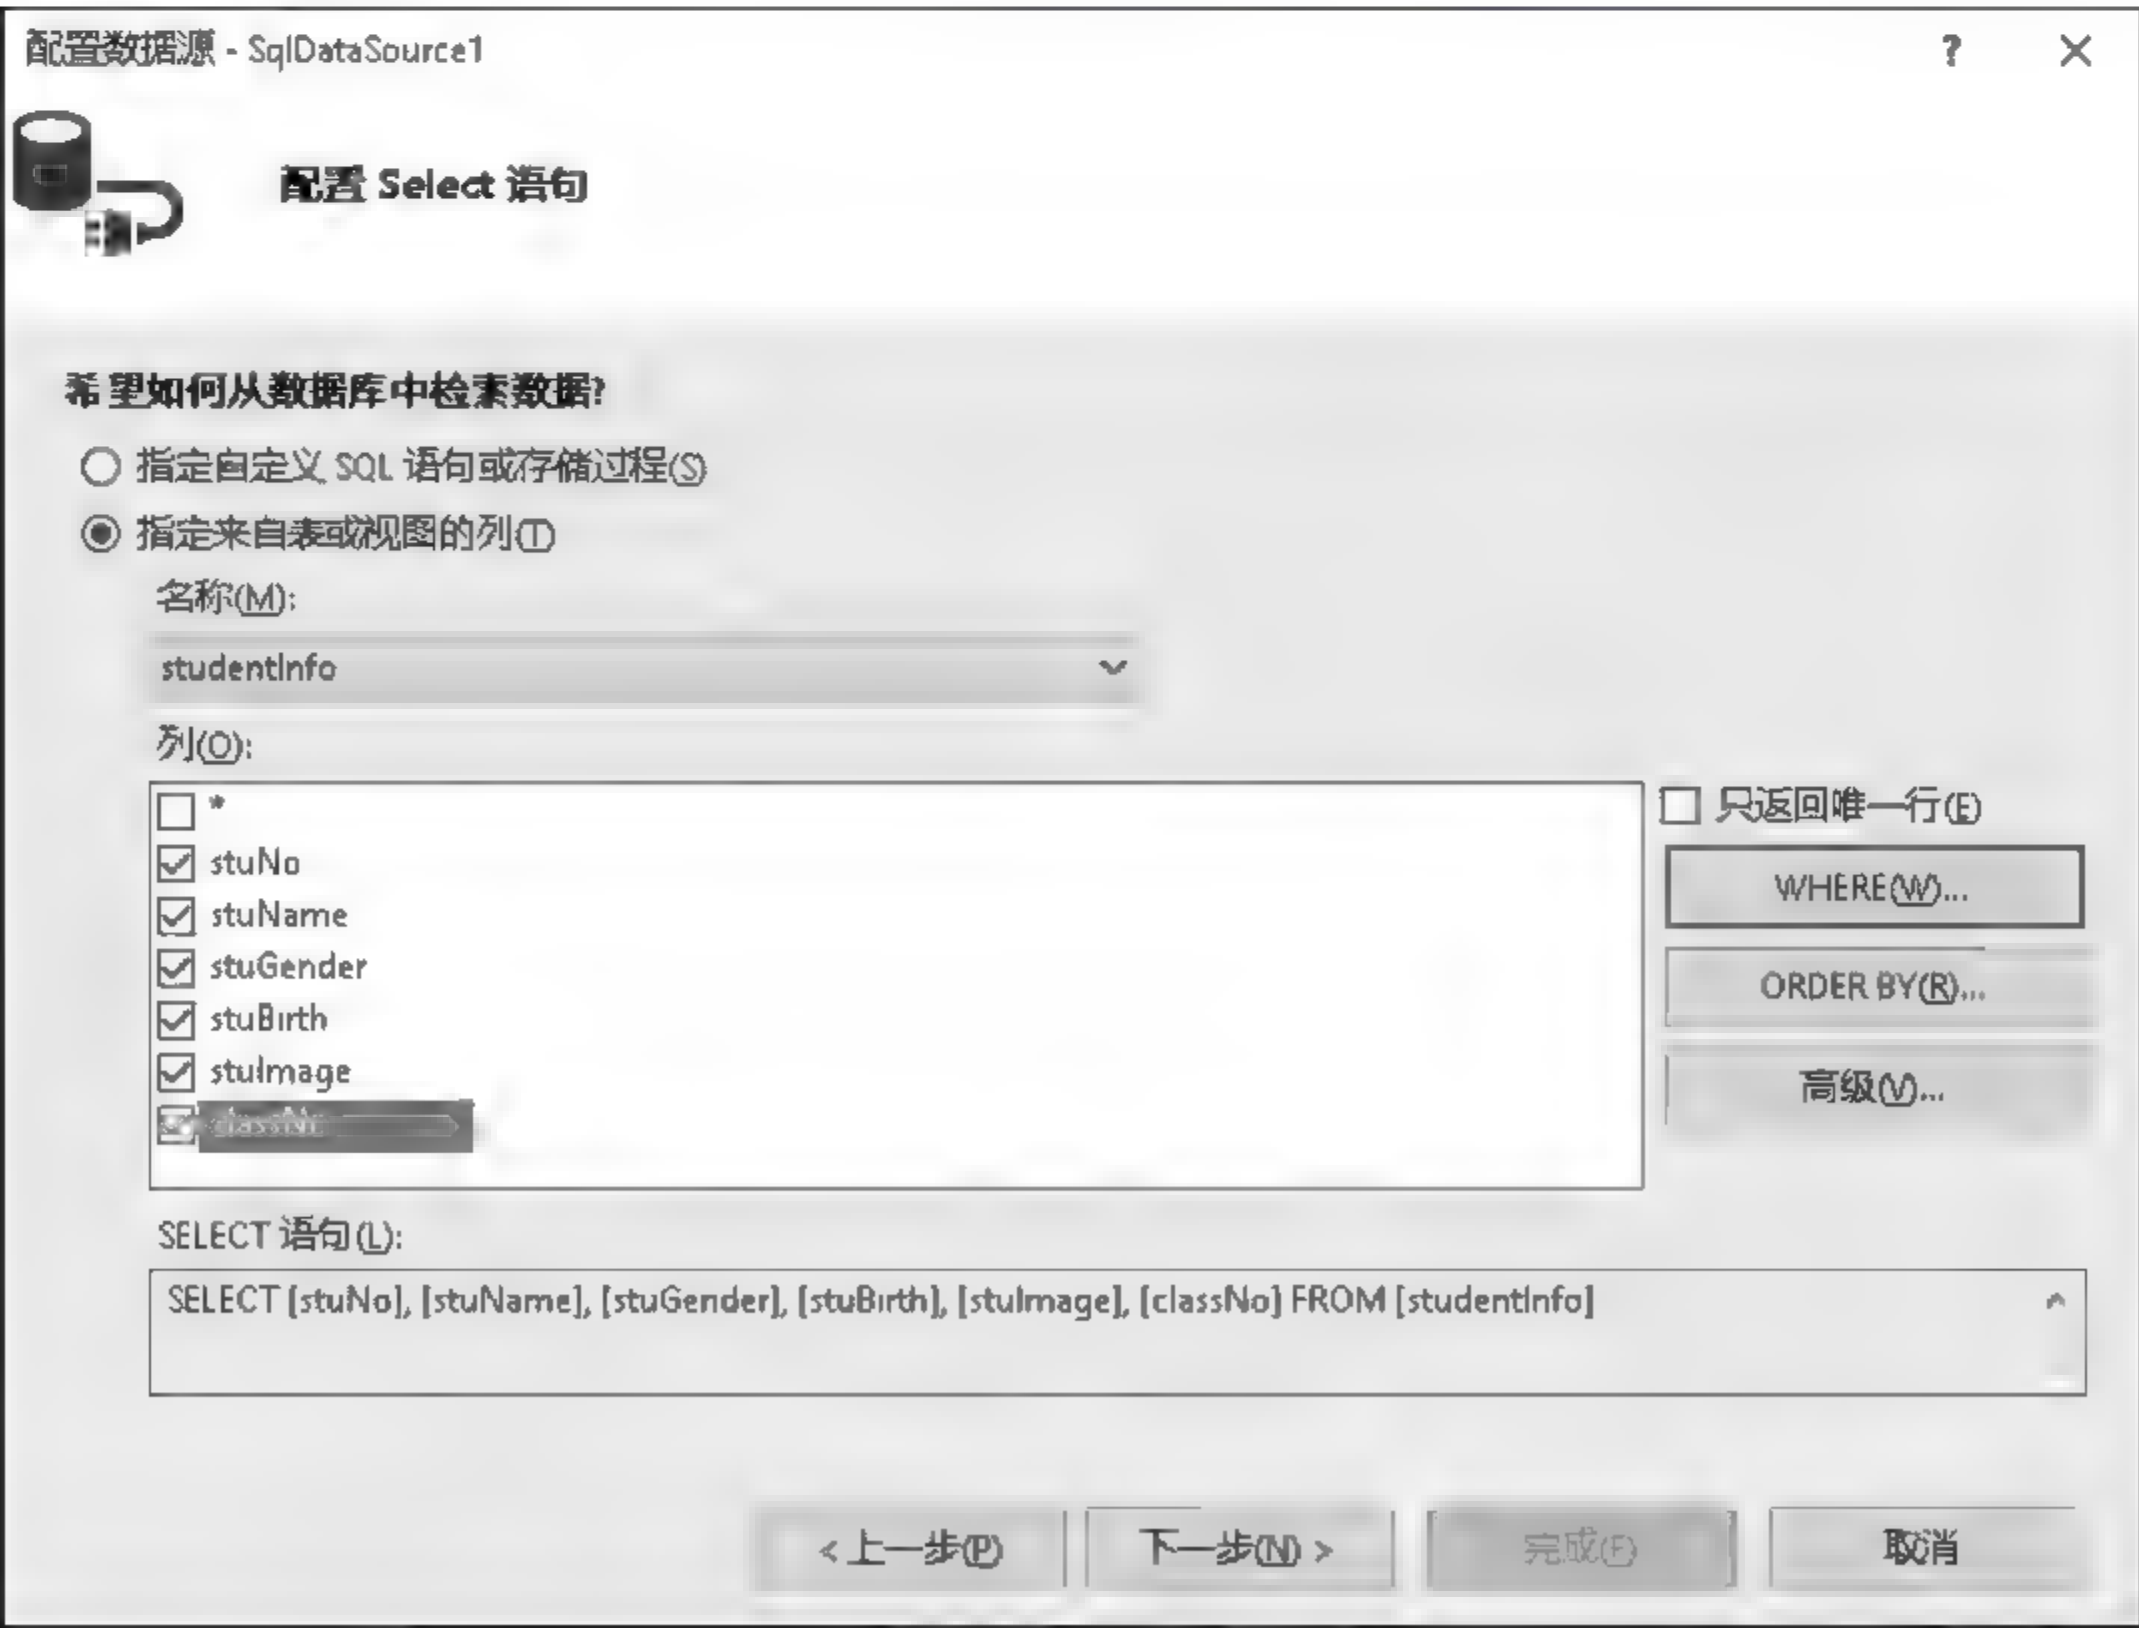 配置数据源 - SqlDataSource1
配置 Select 语句
希望如何从数据库中检索数据?
指定自定义 SQL 语句或存储过程(S)
指定来自表或视图的列(T)
名称(M):
studentInfo
列(O):
*
stuNo
stuName
stuGender
stuBirth
stuImage
classNo
只返回唯一行(E)
WHERE(W)...
ORDER BY(R)...
高级(V)...
SELECT 语句(L):
SELECT [stuNo], [stuName], [stuGender], [stuBirth], [stuImage], [classNo] FROM [studentInfo]
< 上一步(P)
下一步(N) >
完成(F)
取消